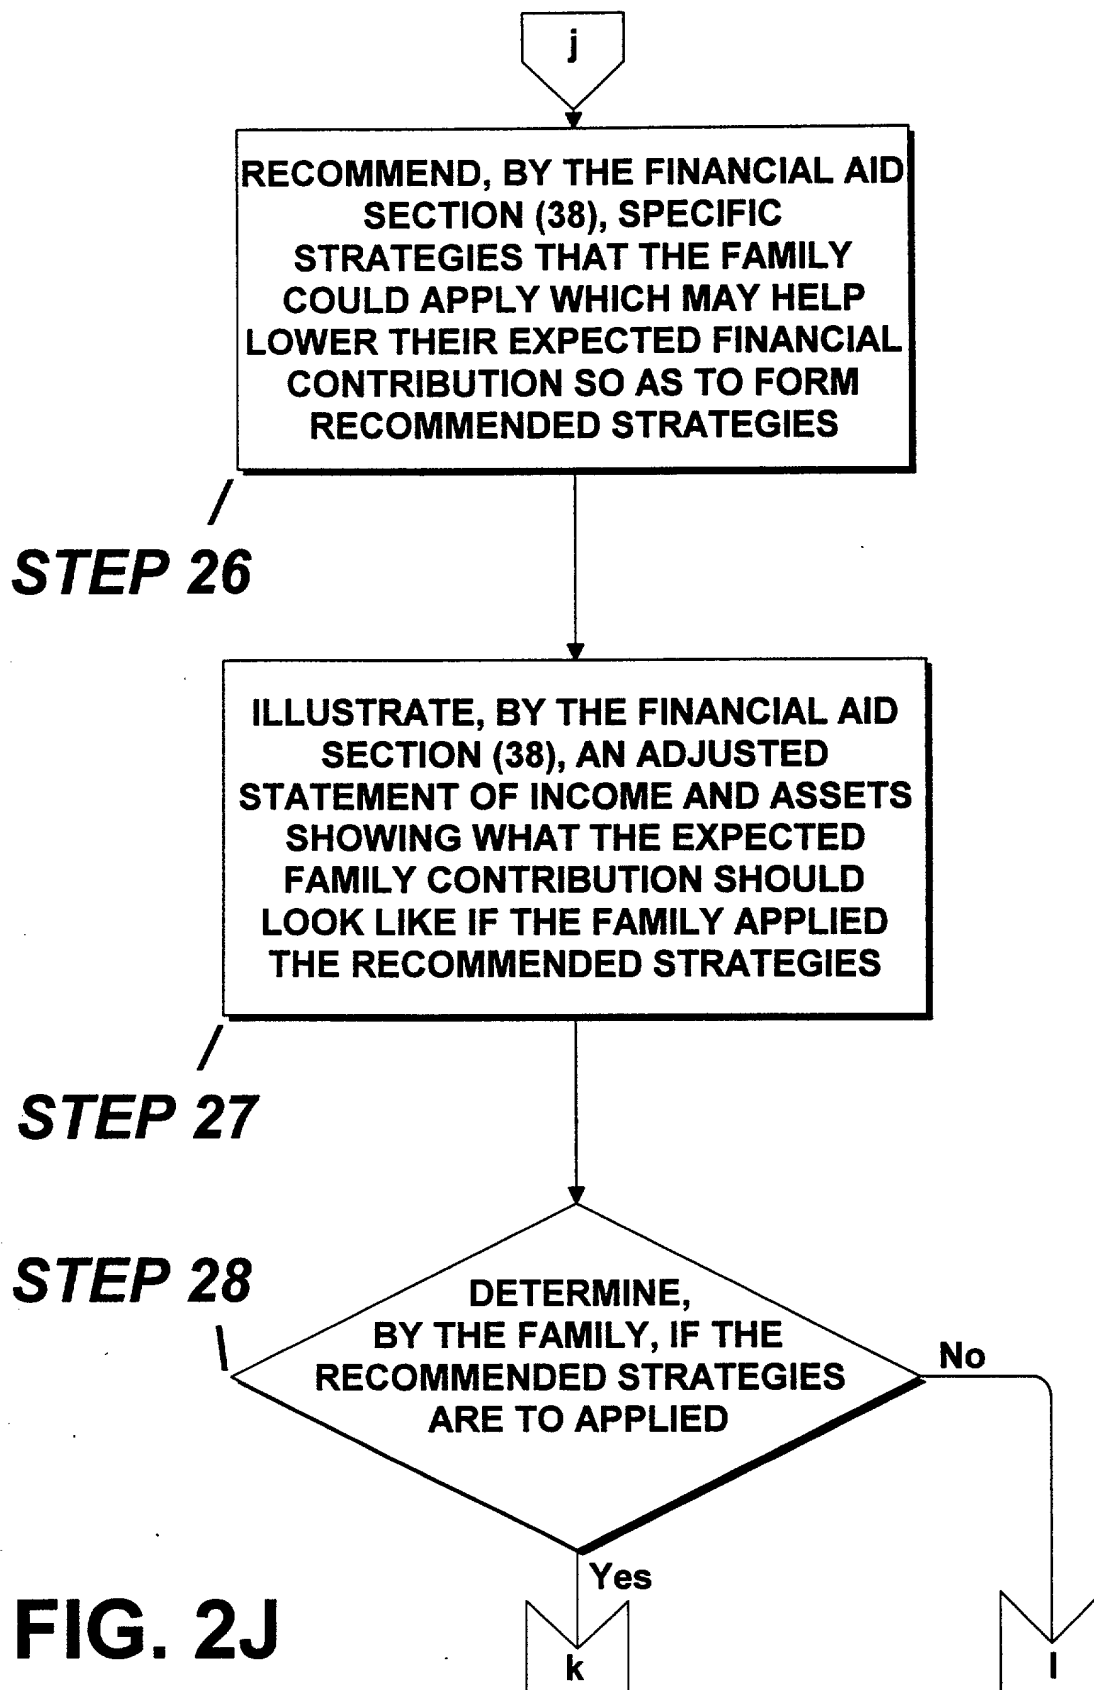 j
RECOMMEND, BY THE FINANCIAL AID
SECTION (38), SPECIFIC
STRATEGIES THAT THE FAMILY
COULD APPLY WHICH MAY HELP
LOWER THEIR EXPECTED FINANCIAL
CONTRIBUTION SO AS TO FORM
RECOMMENDED STRATEGIES
STEP 26
ILLUSTRATE, BY THE FINANCIAL AID
SECTION (38), AN ADJUSTED
STATEMENT OF INCOME AND ASSETS
SHOWING WHAT THE EXPECTED
FAMILY CONTRIBUTION SHOULD
LOOK LIKE IF THE FAMILY APPLIED
THE RECOMMENDED STRATEGIES
STEP 27
STEP 28
DETERMINE,
BY THE FAMILY, IF THE
RECOMMENDED STRATEGIES
ARE TO APPLIED
No
Yes
k
l
FIG. 2J